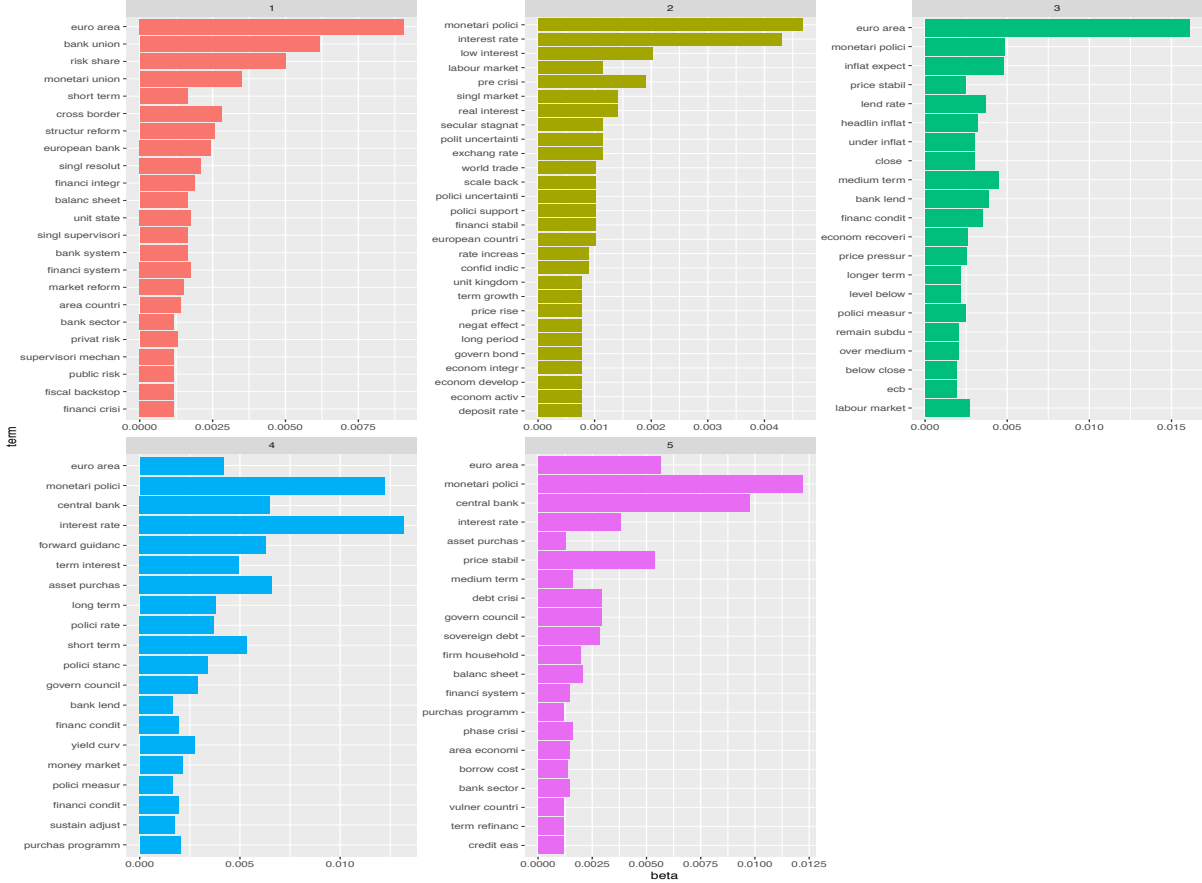 1
euro area
bank union
risk share
monetari union
short term
cross border
structur reform
european bank
singl resolut
financi integr
balanc sheet
unit state
singl supervisori
bank system
financi system
market reform
area countri
bank sector
privat risk
supervisori mechan
public risk
fiscal backstop
financi crisi
0.0000 0.0025 0.0050 0.0075
2
monetari polici
interest rate
low interest
labour market
pre crisi
singl market
real interest
secular stagnat
polit uncertainti
exchang rate
world trade
scale back
polici uncertainti
polici support
financi stabil
european countri
rate increas
confid indic
unit kingdom
term growth
price rise
negat effect
long period
govern bond
econom integr
econom develop
econom activ
deposit rate
0.000 0.001 0.002 0.003 0.004
3
euro area
monetari polici
inflat expect
price stabil
lend rate
headlin inflat
under inflat
close
medium term
bank lend
financ condit
econom recoveri
price pressur
longer term
level below
polici measur
remain subdu
over medium
below close
ecb
labour market
0.000 0.005 0.010 0.015
term
4
euro area
monetari polici
central bank
interest rate
forward guidanc
term interest
asset purchas
long term
polici rate
short term
polici stanc
govern council
bank lend
financ condit
yield curv
money market
polici measur
financi condit
sustain adjust
purchas programm
0.000 0.005 0.010
5
euro area
monetari polici
central bank
interest rate
asset purchas
price stabil
medium term
debt crisi
govern council
sovereign debt
firm household
balanc sheet
financi system
purchas programm
phase crisi
area economi
borrow cost
bank sector
vulner countri
term refinanc
credit eas
0.0000 0.0025 0.0050 0.0075 0.0100 0.0125
beta